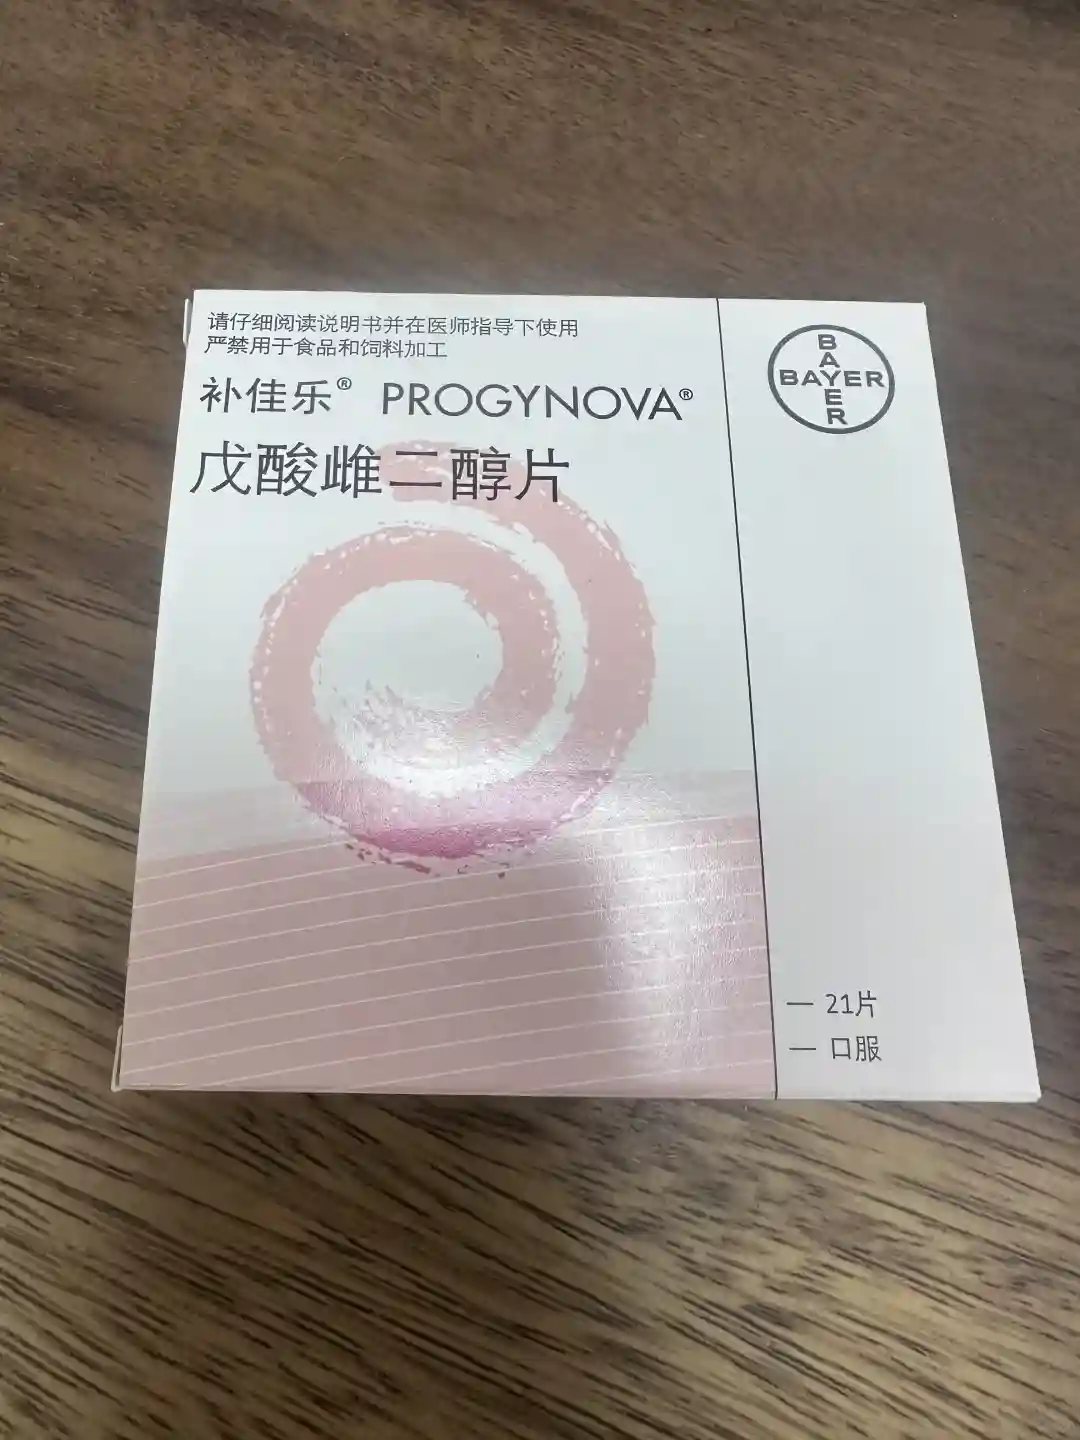 请仔细阅读说明书并在医师指导下使用
严禁用于食品和饲料加工
补佳乐® PROGYNOVA®
戊酸雌二醇片
BAYER
BAYER
21片
口服